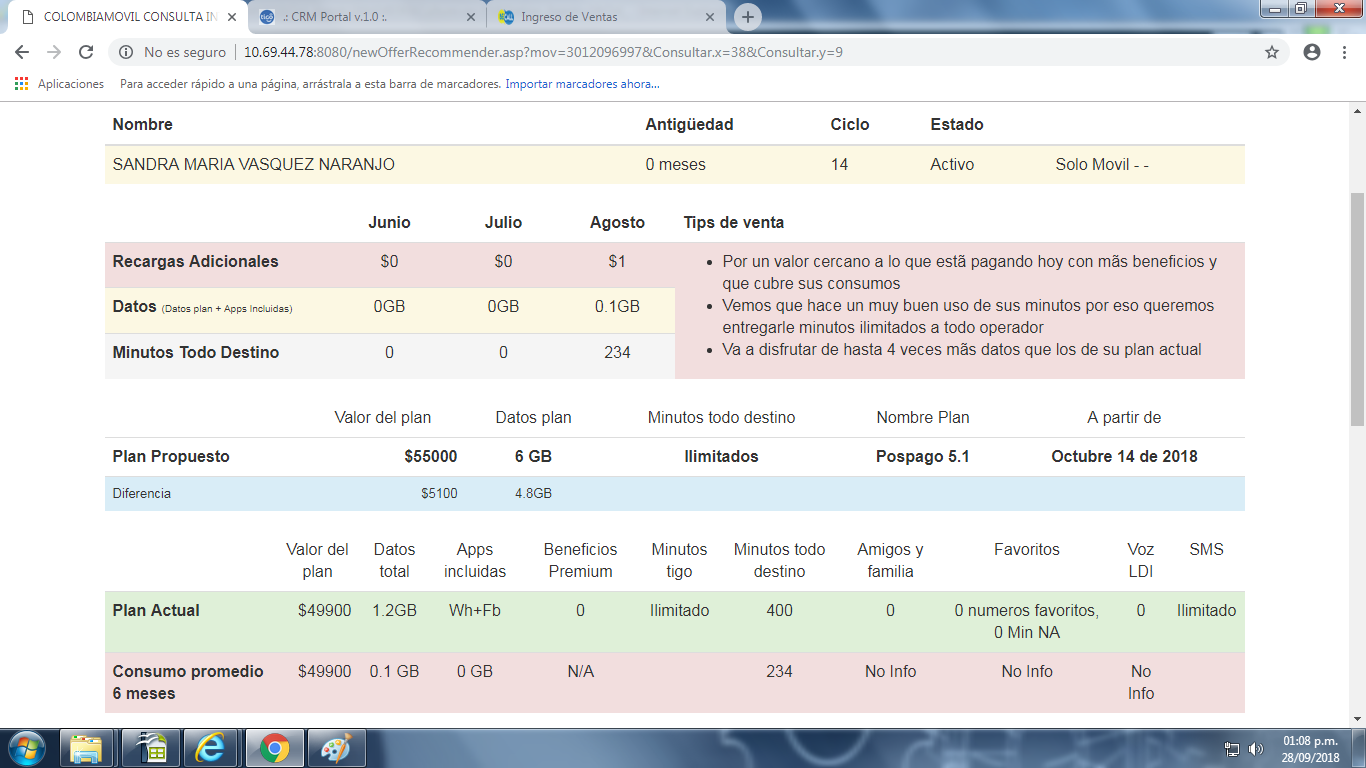 COLOMBIAMOVIL CONSULTA IN
tigo
.: CRM Portal v.1.0 :.
Ingreso de Ventas
No es seguro
10.69.44.78:8080/newOfferRecommender.asp?mov=3012096997&Consultar.x=38&Consultar.y=9
Aplicaciones
Para acceder rápido a una página, arrástrala a esta barra de marcadores.
Importar marcadores ahora...
Nombre Antigüedad Ciclo Estado
SANDRA MARIA VASQUEZ NARANJO 0 meses 14 Activo Solo Movil - -
Junio Julio Agosto Tips de venta
Recargas Adicionales $0 $0 $1
Datos (Datos plan + Apps Incluidas) 0GB 0GB 0.1GB
Minutos Todo Destino 0 0 234
Por un valor cercano a lo que estã pagando hoy con mãs beneficios y
que cubre sus consumos
Vemos que hace un muy buen uso de sus minutos por eso queremos
entregarle minutos ilimitados a todo operador
Va a disfrutar de hasta 4 veces mãs datos que los de su plan actual
Valor del plan Datos plan Minutos todo destino Nombre Plan A partir de
Plan Propuesto $55000 6 GB Ilimitados Pospago 5.1 Octubre 14 de 2018
Diferencia $5100 4.8GB
Valor del Datos Apps Beneficios Minutos Minutos todo Amigos y Favoritos Voz SMS
plan total incluidas Premium tigo destino familia LDI
Plan Actual $49900 1.2GB Wh+Fb 0 Ilimitado 400 0 0 numeros favoritos, 0 Ilimitado
0 Min NA
Consumo promedio $49900 0.1 GB 0 GB N/A 234 No Info No Info No
6 meses Info
01:08 p.m.
28/09/2018